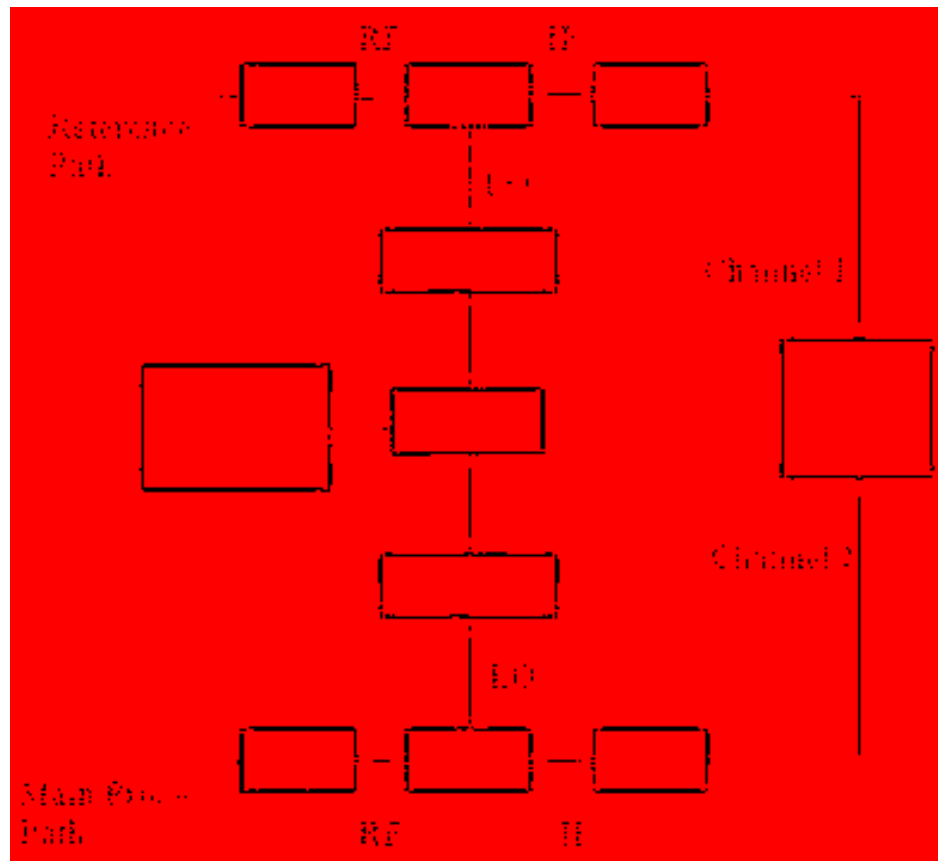 RF IF
Reference
Path
LO
Channel 1
Channel 2
LO
Main
Path
RF IF